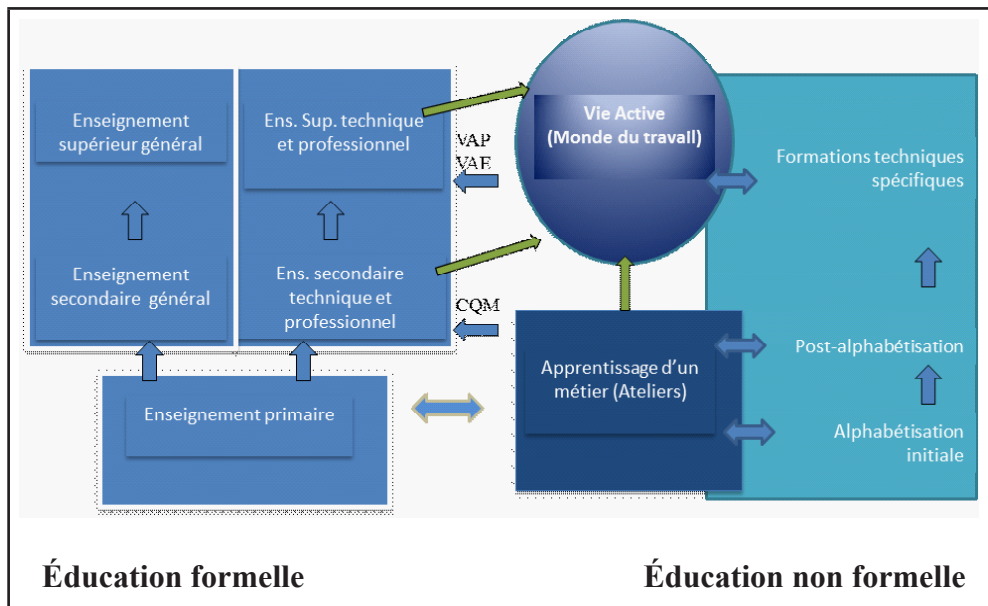 Enseignement
supérieur général
Ens. Sup. technique
et professionnel
VAP
VAE
Vie Active
(Monde du travail)
Formations techniques
spécifiques
Enseignement
secondaire général
Ens. secondaire
technique et
professionnel
CQM
Apprentissage d'un
métier (Ateliers)
Post-alphabétisation
Enseignement primaire
Alphabétisation
initiale
Éducation formelle
Éducation non formelle